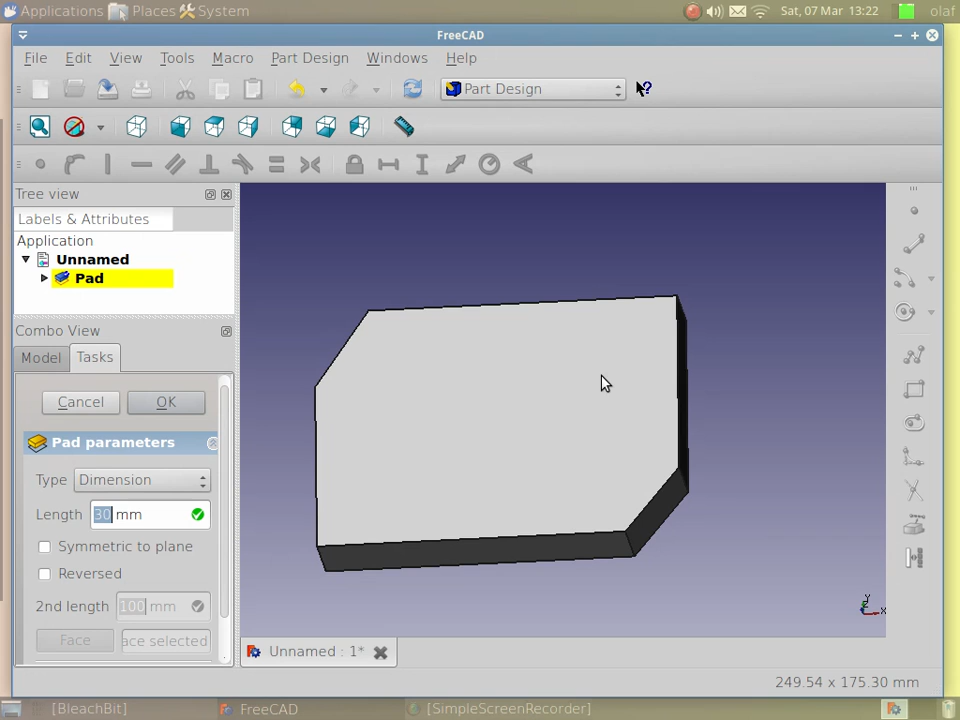 Applications Places System Sat, 07 Mar 13:22 olaf
FreeCAD
File Edit View Tools Macro Part Design Windows Help
Part Design
Tree view
Labels & Attributes
Application
Unnamed
Pad
Combo View
Model Tasks
Cancel OK
Pad parameters
Type Dimension
Length 30 mm
Symmetric to plane
Reversed
2nd length 100 mm
Face ace selected
Y
Z
X
Unnamed : 1*
249.54 x 175.30 mm
[BleachBit] FreeCAD [SimpleScreenRecorder]